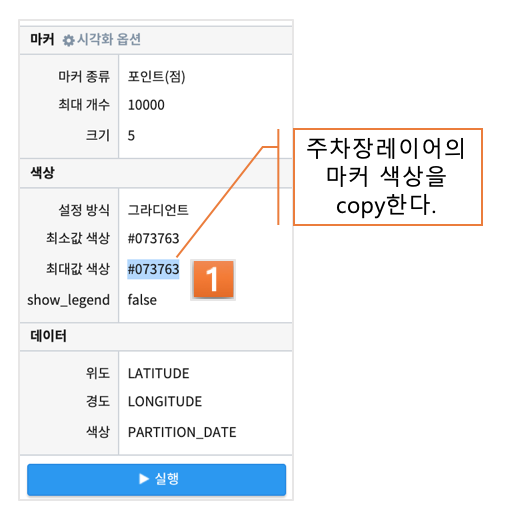 마커 시각화 옵션
마커 종류 포인트(점)
최대 개수 10000
크기 5
색상
설정 방식 그라디언트
최소값 색상 #073763
최대값 색상 #073763
show_legend false
데이터
위도 LATITUDE
경도 LONGITUDE
색상 PARTITION_DATE
실행
1
주차장레이어의
마커 색상을
copy한다.